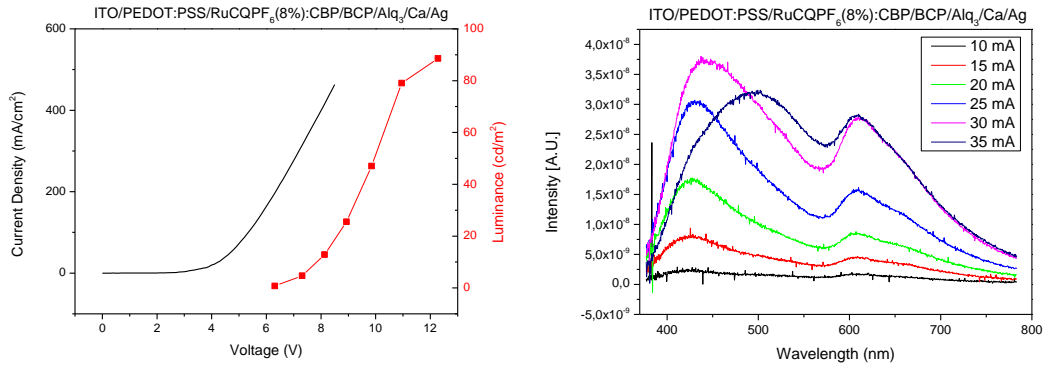 ITO/PEDOT:PSS/RuCQPF₆(8%):CBP/BCP/Alq₃/Ca/Ag
600
400
200
0
Current Density (mA/cm²)
100
80
60
40
20
0
Luminance (cd/m²)
0 2 4 6 8 10 12
Voltage (V)
ITO/PEDOT:PSS/RuCQPF₆(8%):CBP/BCP/Alq₃/Ca/Ag
4,0x10⁻⁸
3,5x10⁻⁸
3,0x10⁻⁸
2,5x10⁻⁸
2,0x10⁻⁸
1,5x10⁻⁸
1,0x10⁻⁸
5,0x10⁻⁹
0,0
-5,0x10⁻⁹
Intensity [A.U.]
10 mA
15 mA
20 mA
25 mA
30 mA
35 mA
400 500 600 700 800
Wavelength (nm)